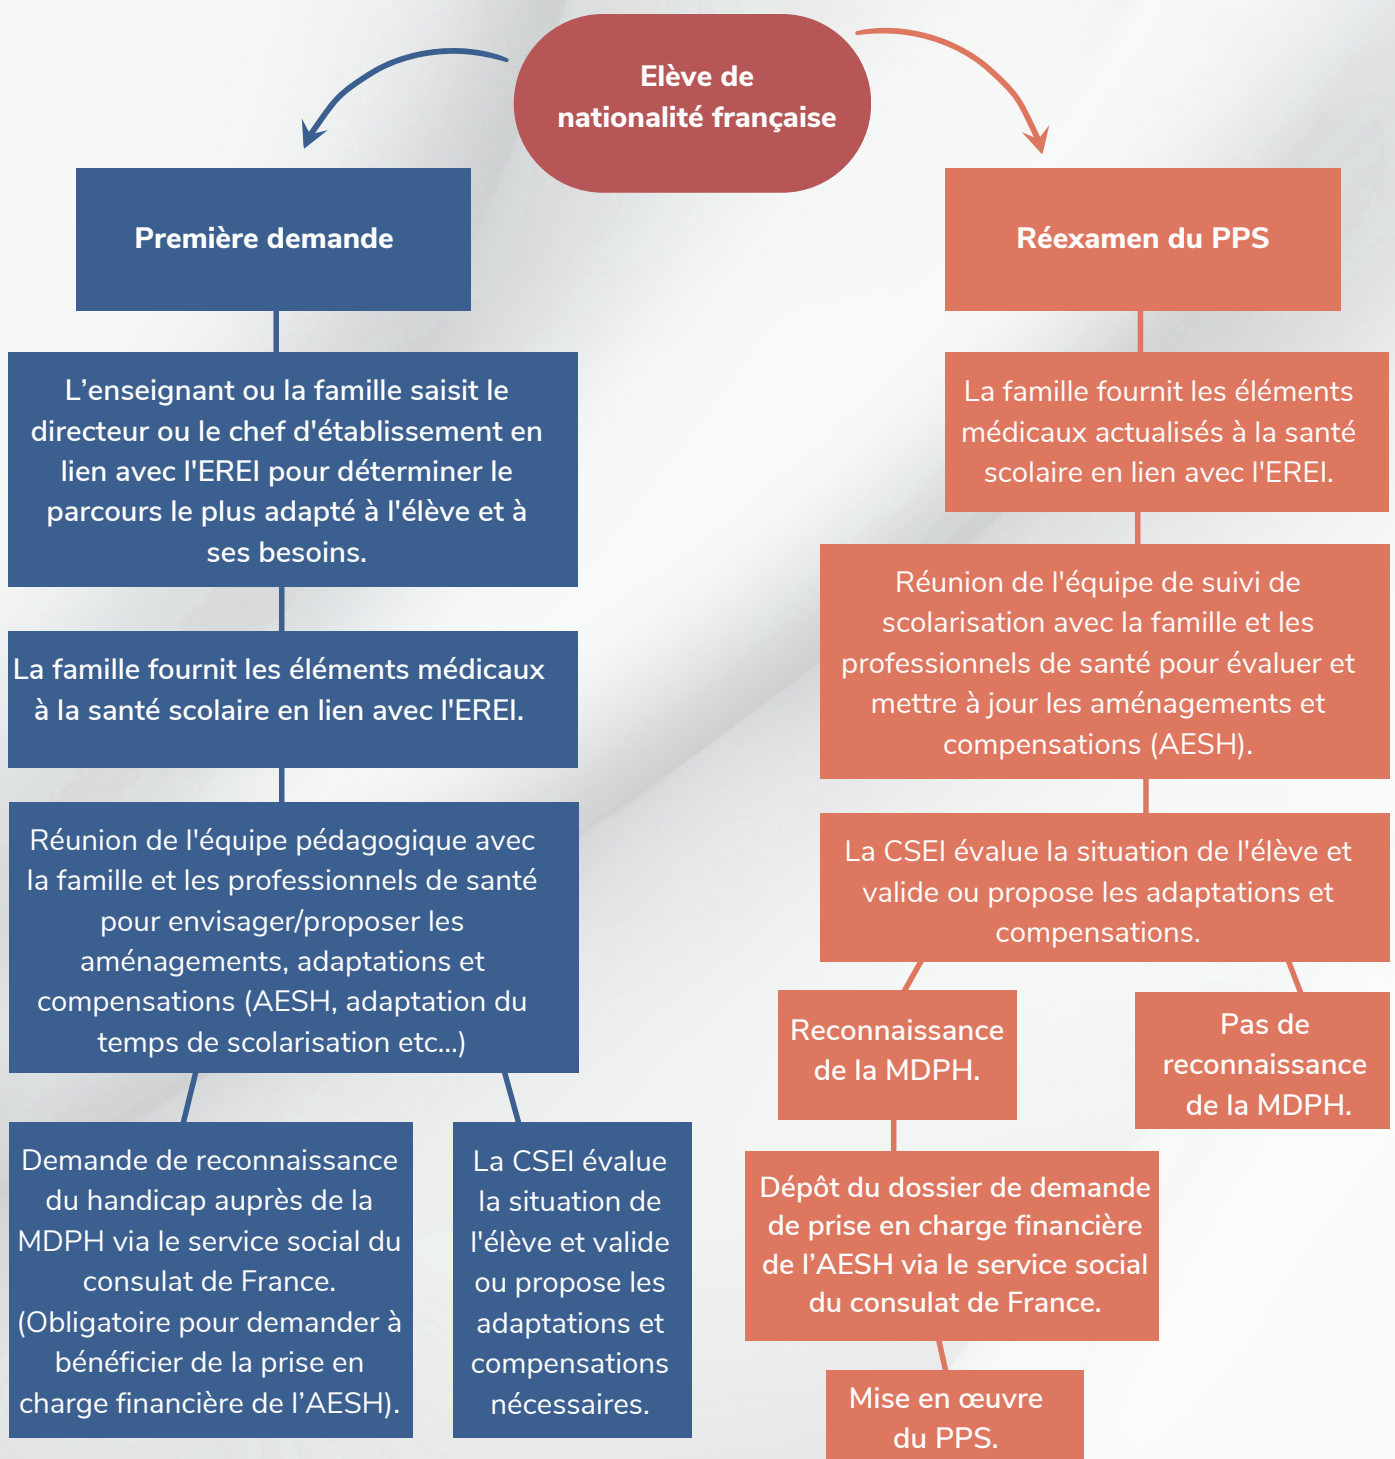 Elève de
nationalité française
Première demande
L’enseignant ou la famille saisit le
directeur ou le chef d'établissement en
lien avec l'EREI pour déterminer le
parcours le plus adapté à l'élève et à
ses besoins.
La famille fournit les éléments médicaux
à la santé scolaire en lien avec l'EREI.
Réunion de l'équipe pédagogique avec
la famille et les professionnels de santé
pour envisager/proposer les
aménagements, adaptations et
compensations (AESH, adaptation du
temps de scolarisation etc...)
Demande de reconnaissance
du handicap auprès de la
MDPH via le service social du
consulat de France.
(Obligatoire pour demander à
bénéficier de la prise en
charge financière de l’AESH).
La CSEI évalue
la situation de
l'élève et valide
ou propose les
adaptations et
compensations
nécessaires.
Réexamen du PPS
La famille fournit les éléments
médicaux actualisés à la santé
scolaire en lien avec l'EREI.
Réunion de l'équipe de suivi de
scolarisation avec la famille et les
professionnels de santé pour évaluer et
mettre à jour les aménagements et
compensations (AESH).
La CSEI évalue la situation de l'élève et
valide ou propose les adaptations et
compensations.
Reconnaissance
de la MDPH.
Pas de
reconnaissance
de la MDPH.
Dépôt du dossier de demande
de prise en charge financière
de l’AESH via le service social
du consulat de France.
Mise en œuvre
du PPS.